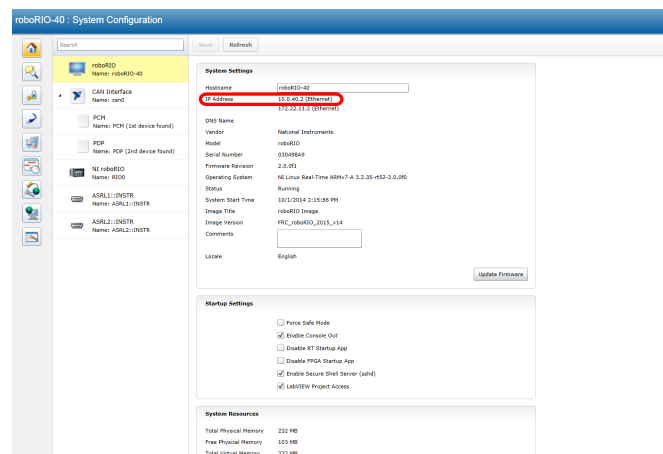 roboRIO-40 : System Configuration
Search
Save Refresh
roboRIO
Name: roboRIO-40
CAN Interface
Name: can0
PCM
Name: PCM (1st device found)
PDP
Name: PDP (2nd device found)
NI roboRIO
Name: RIO0
ASRL1::INSTR
Name: ASRL1::INSTR
ASRL2::INSTR
Name: ASRL2::INSTR
System Settings
Hostname roboRIO-40
IP Address 10.0.40.2 (Ethernet)
172.22.11.2 (Ethernet)
DNS Name
Vendor National Instruments
Model roboRIO
Serial Number 030498A9
Firmware Revision 2.0.0f1
Operating System NI Linux Real-Time ARMv7-A 3.2.35-rt52-2.0.0f0
Status Running
System Start Time 10/1/2014 2:15:56 PM
Image Title roboRIO Image
Image Version FRC_roboRIO_2015_v14
Comments
Locale English
Update Firmware
Startup Settings
Force Safe Mode
Enable Console Out
Disable RT Startup App
Disable FPGA Startup App
Enable Secure Shell Server (sshd)
LabVIEW Project Access
System Resources
Total Physical Memory 232 MB
Free Physical Memory 103 MB
Total Virtual Memory 232 MB